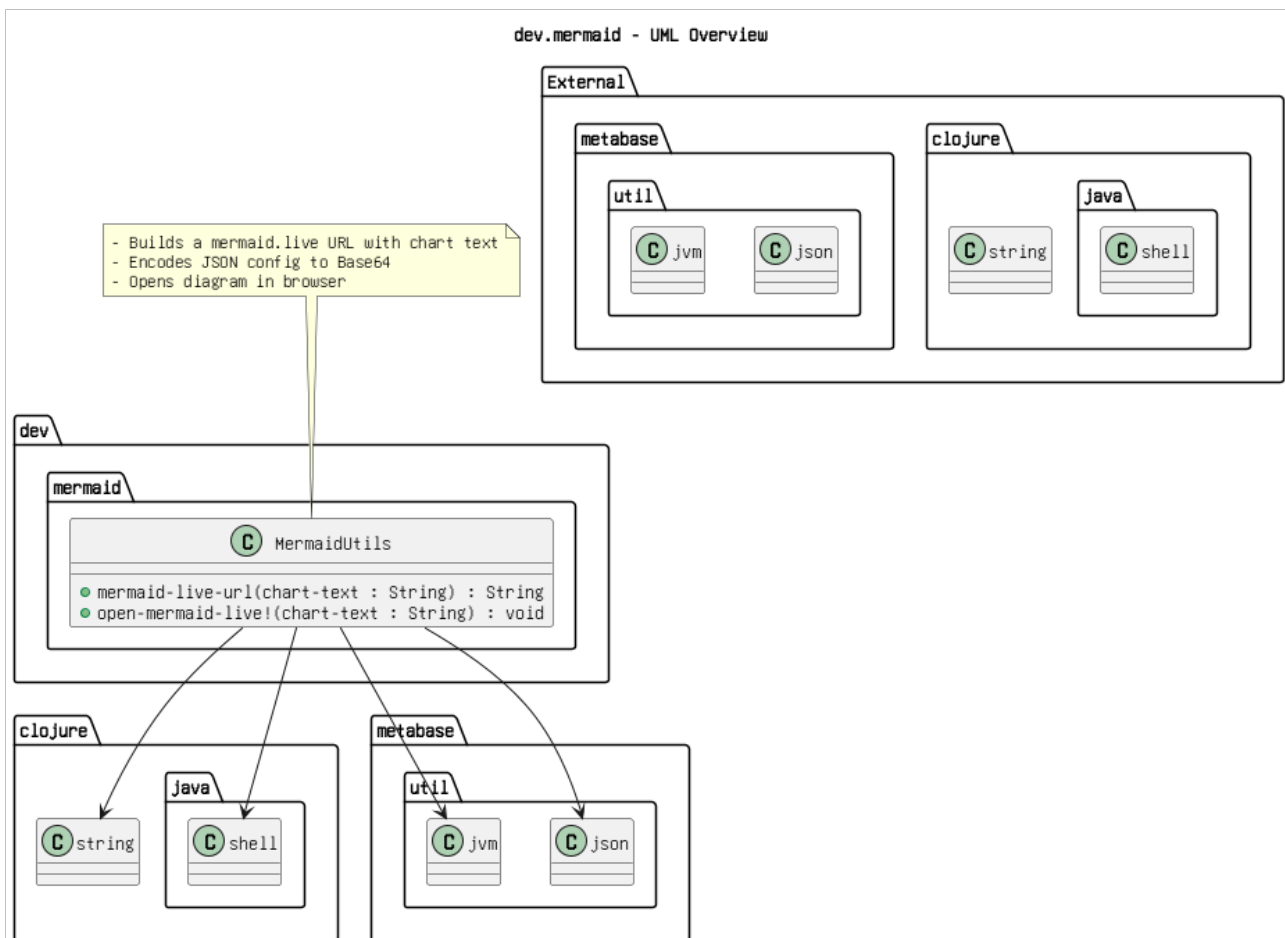 dev.mermaid - UML Overview
External
metabase
clojure
util
java
C jvm
C json
C string
C shell
- Builds a mermaid.live URL with chart text
- Encodes JSON config to Base64
- Opens diagram in browser
dev
mermaid
C MermaidUtils
mermaid-live-url(chart-text : String) : String
open-mermaid-live!(chart-text : String) : void
clojure
metabase
java
util
C string
C shell
C jvm
C json